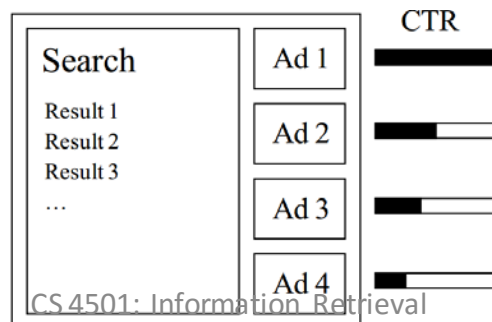 CTR
Search
Result 1
Result 2
Result 3
...
Ad 1
Ad 2
Ad 3
Ad 4
CS 4501: Information Retrieval